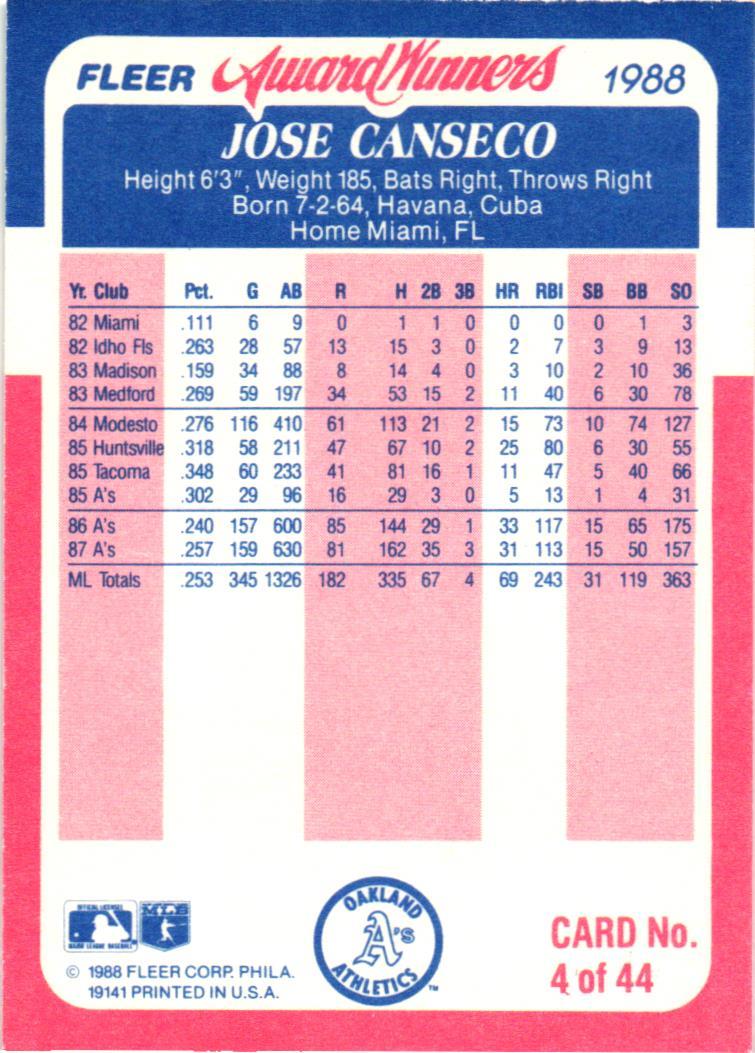 FLEER Award Winners 1988
JOSE CANSECO
Height 6'3", Weight 185, Bats Right, Throws Right
Born 7-2-64, Havana, Cuba
Home Miami, FL
Yr. Club Pct. G AB R H 2B 3B HR RBI SB BB SO
82 Miami .111 6 9 0 1 1 0 0 0 0 1 3
82 Idho Fls .263 28 57 13 15 3 0 2 7 3 9 13
83 Madison .159 34 88 8 14 4 0 3 10 2 10 36
83 Medford .269 59 197 34 53 15 2 11 40 6 30 78
84 Modesto .276 116 410 61 113 21 2 15 73 10 74 127
85 Huntsville .318 58 211 47 67 10 2 25 80 6 30 55
85 Tacoma .348 60 233 41 81 16 1 11 47 5 40 66
85 A's .302 29 96 16 29 3 0 5 13 1 4 31
86 A's .240 157 600 85 144 29 1 33 117 15 65 175
87 A's .257 159 630 81 162 35 3 31 113 15 50 157
ML Totals .253 345 1326 182 335 67 4 69 243 31 119 363
OFFICIAL LICENSEE
MAJOR LEAGUE BASEBALL
OAKLAND
A's
ATHLETICS
TM
CARD No.
4 of 44
© 1988 FLEER CORP. PHILA.
19141 PRINTED IN U.S.A.